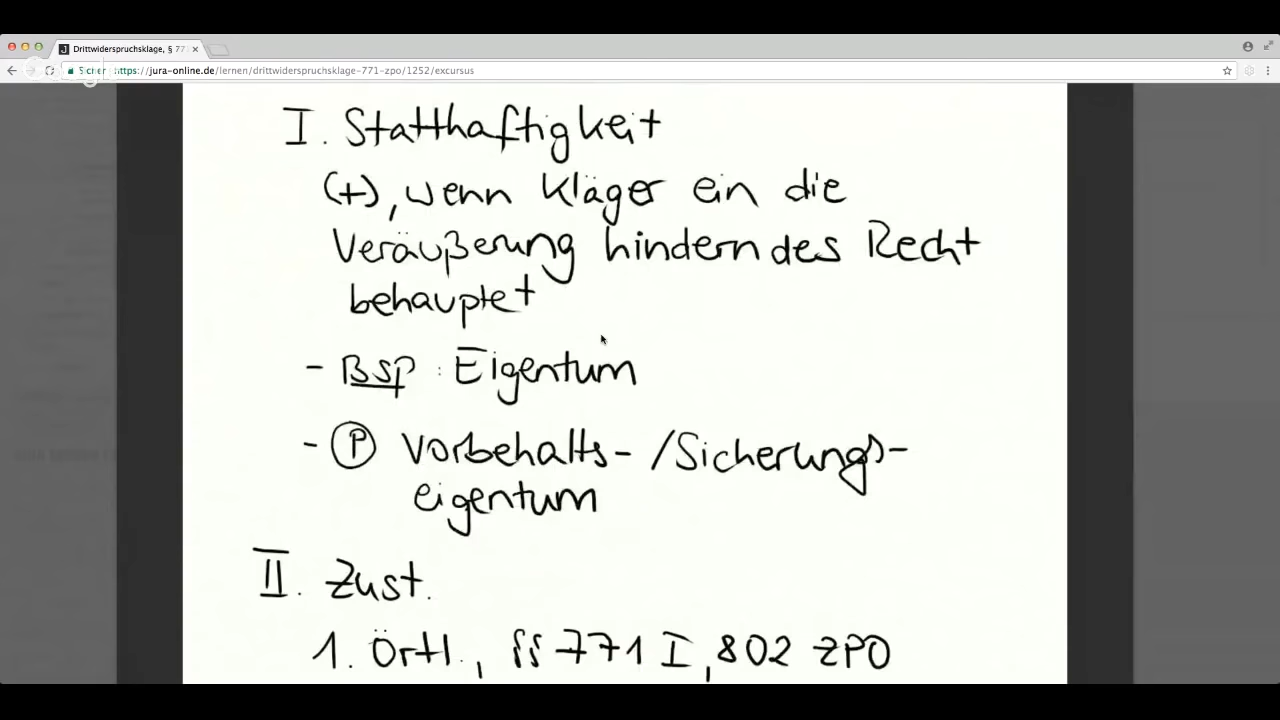 Drittwiderspruchsklage, § 77
Sicher https://jura-online.de/lernen/drittwiderspruchsklage-771-zpo/1252/excursus
I. Statthaftigkeit
(+), wenn Kläger ein die
Veräußerung hinderndes Recht
behauptet
- Bsp: Eigentum
- Ⓟ Vorbehalts- /Sicherungs-
eigentum
II. Zust.
1. Örtl., §§ 771 I, 802 ZPO